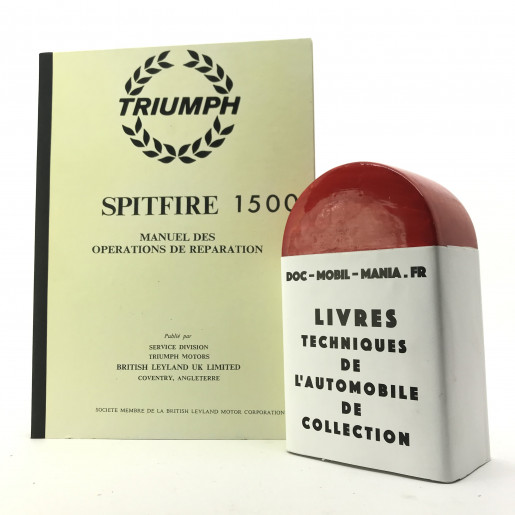 TRIUMPH
SPITFIRE 1500
MANUEL DES
OPERATIONS DE REPARATION
Publié par
SERVICE DIVISION
TRIUMPH MOTORS
BRITISH LEYLAND UK LIMITED
COVENTRY, ANGLETERRE
SOCIETE MEMBRE DE LA BRITISH LEYLAND MOTOR CORPORATION
DOC-MOBIL-MANIA.FR
LIVRES
TECHNIQUES
DE
L'AUTOMOBILE
DE
COLLECTION